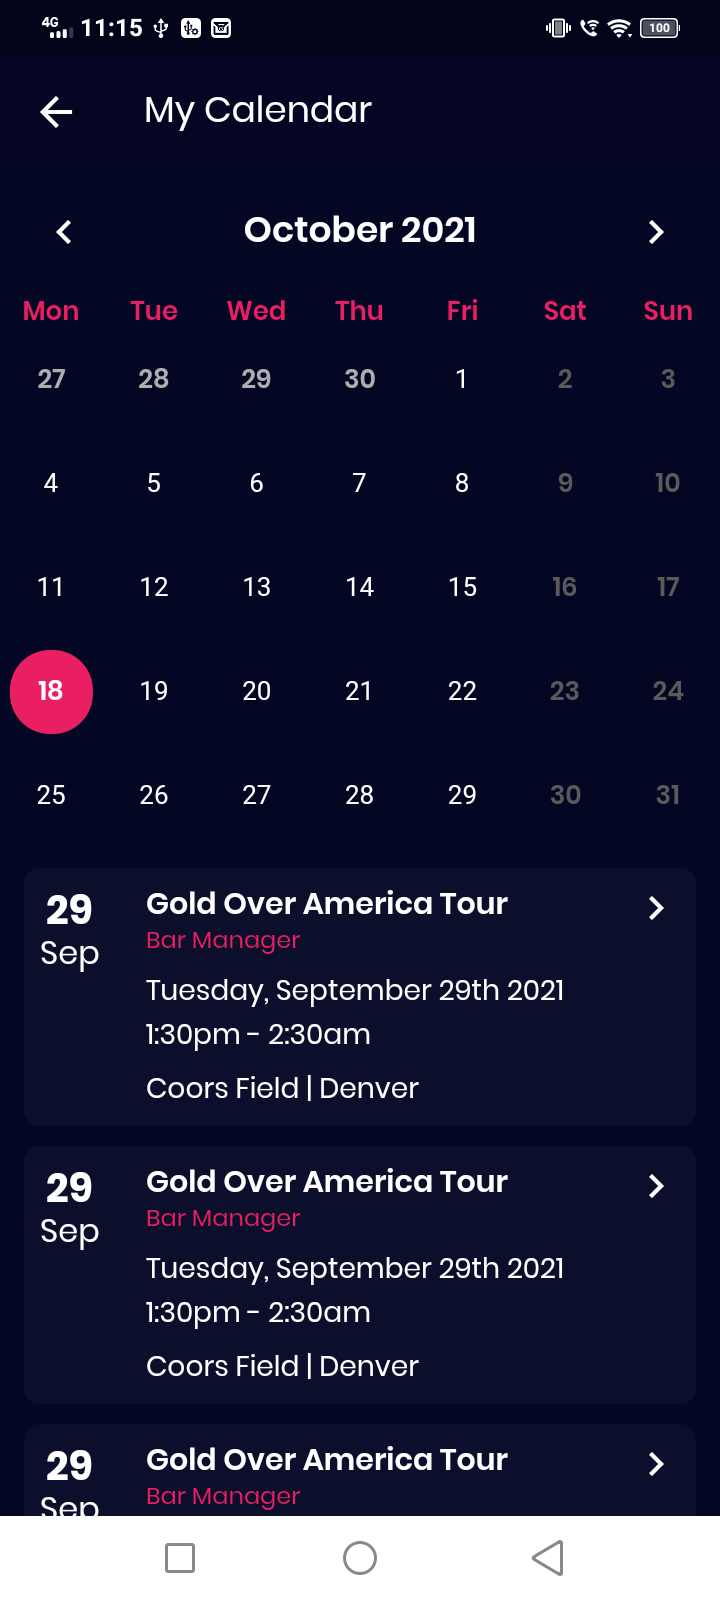 4G 11:15 100
My Calendar
October 2021
Mon Tue Wed Thu Fri Sat Sun
27 28 29 30 1 2 3
4 5 6 7 8 9 10
11 12 13 14 15 16 17
18 19 20 21 22 23 24
25 26 27 28 29 30 31
29 Gold Over America Tour
Sep Bar Manager
Tuesday, September 29th 2021
1:30pm - 2:30am
Coors Field | Denver
29 Gold Over America Tour
Sep Bar Manager
Tuesday, September 29th 2021
1:30pm - 2:30am
Coors Field | Denver
29 Gold Over America Tour
Sep Bar Manager